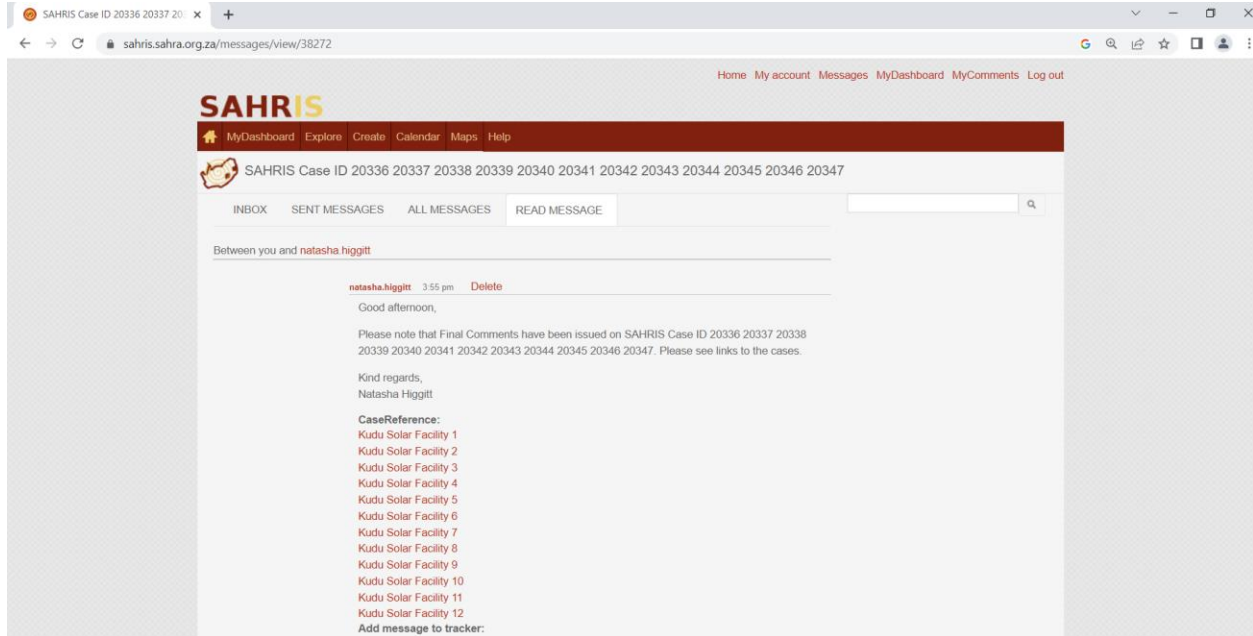 SAHRIS Case ID 20336 20337 20
sahris.sahra.org.za/messages/view/38272
Home My account Messages MyDashboard MyComments Log out
SAHRIS
MyDashboard Explore Create Calendar Maps Help
SAHRIS Case ID 20336 20337 20338 20339 20340 20341 20342 20343 20344 20345 20346 20347
INBOX SENT MESSAGES ALL MESSAGES READ MESSAGE
Between you and natasha.higgitt
natasha.higgitt 3:55 pm Delete
Good afternoon,
Please note that Final Comments have been issued on SAHRIS Case ID 20336 20337 20338
20339 20340 20341 20342 20343 20344 20345 20346 20347. Please see links to the cases.
Kind regards,
Natasha Higgitt
CaseReference:
Kudu Solar Facility 1
Kudu Solar Facility 2
Kudu Solar Facility 3
Kudu Solar Facility 4
Kudu Solar Facility 5
Kudu Solar Facility 6
Kudu Solar Facility 7
Kudu Solar Facility 8
Kudu Solar Facility 9
Kudu Solar Facility 10
Kudu Solar Facility 11
Kudu Solar Facility 12
Add message to tracker: